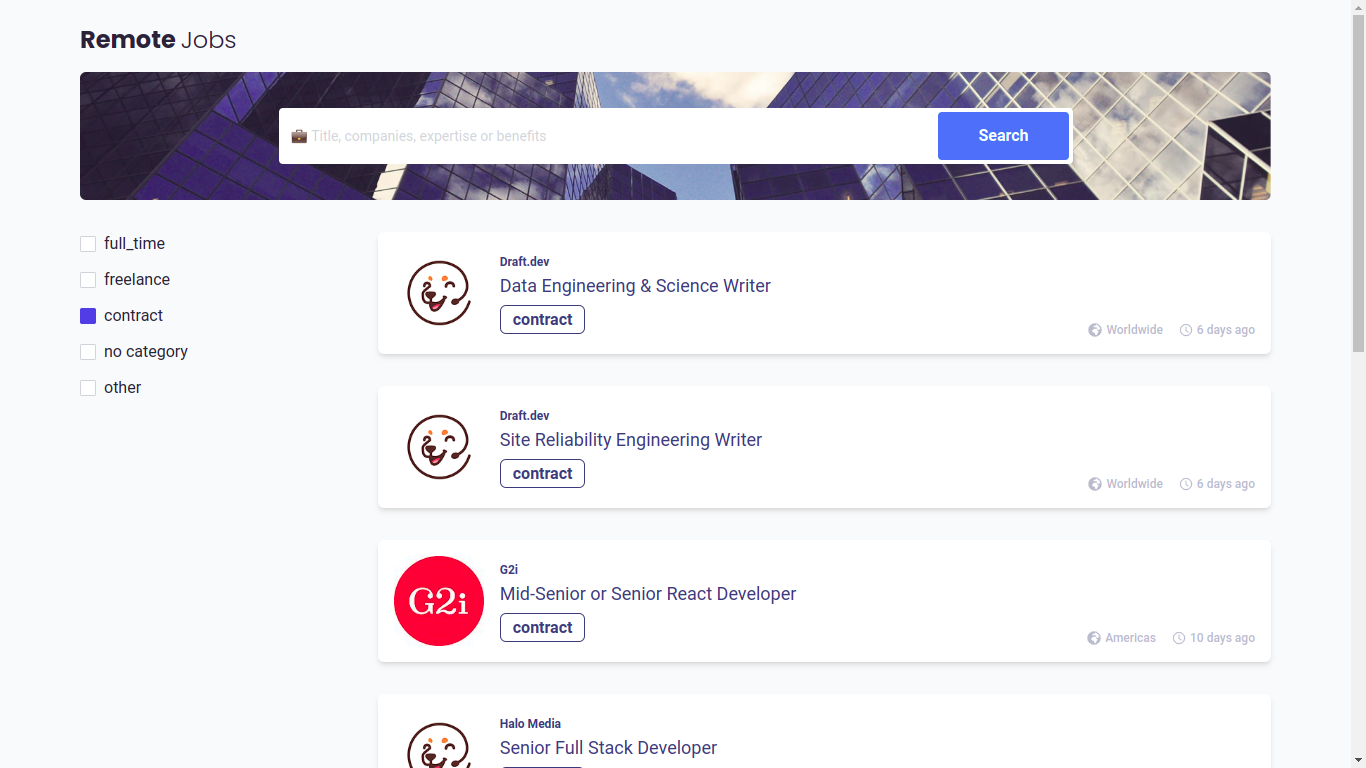 Remote Jobs
💼 Title, companies, expertise or benefits
Search
full_time
freelance
contract
no category
other
Draft.dev
Data Engineering & Science Writer
contract
Worldwide 6 days ago
Draft.dev
Site Reliability Engineering Writer
contract
Worldwide 6 days ago
G2i
G2i
Mid-Senior or Senior React Developer
contract
Americas 10 days ago
Halo Media
Senior Full Stack Developer